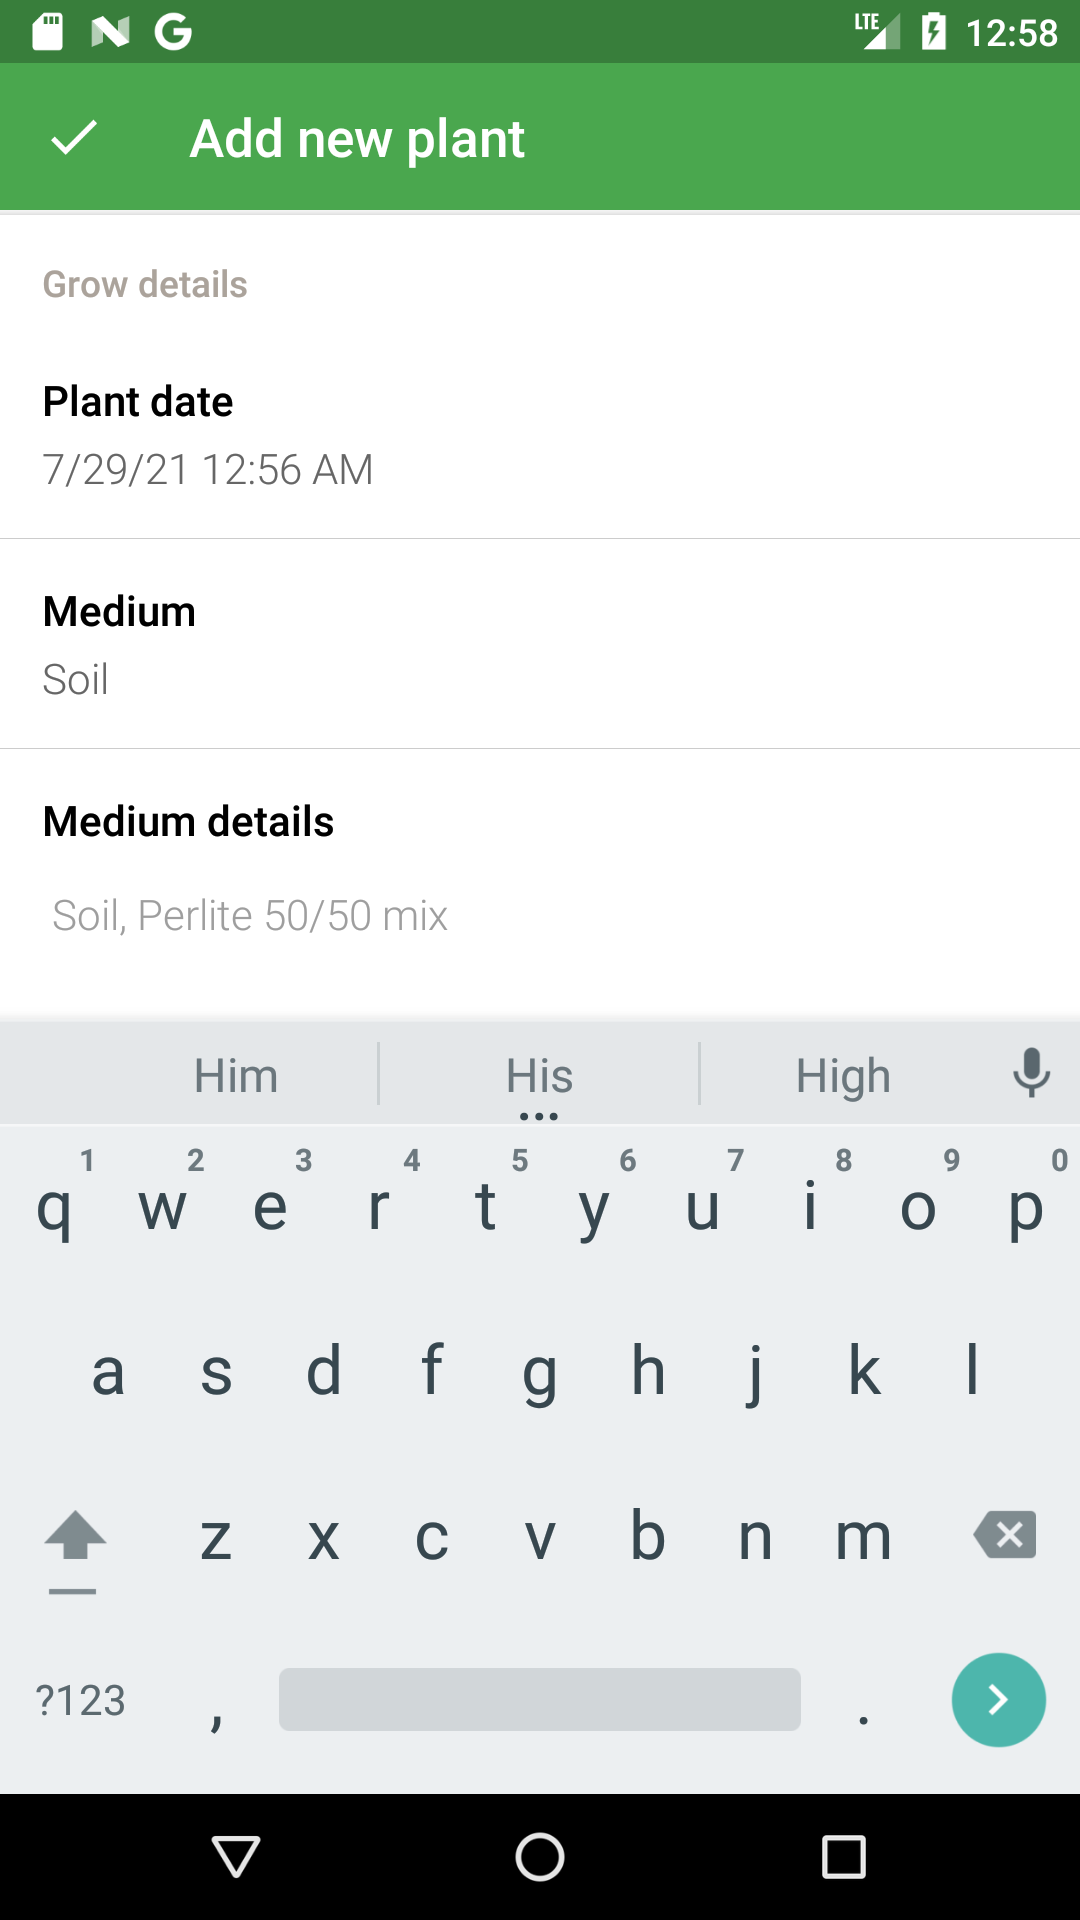 LTE 12:58
Add new plant
Grow details
Plant date
7/29/21 12:56 AM
Medium
Soil
Medium details
Soil, Perlite 50/50 mix
Him His High
1 2 3 4 5 6 7 8 9 0
q w e r t y u i o p
a s d f g h j k l
z x c v b n m
?123 , .